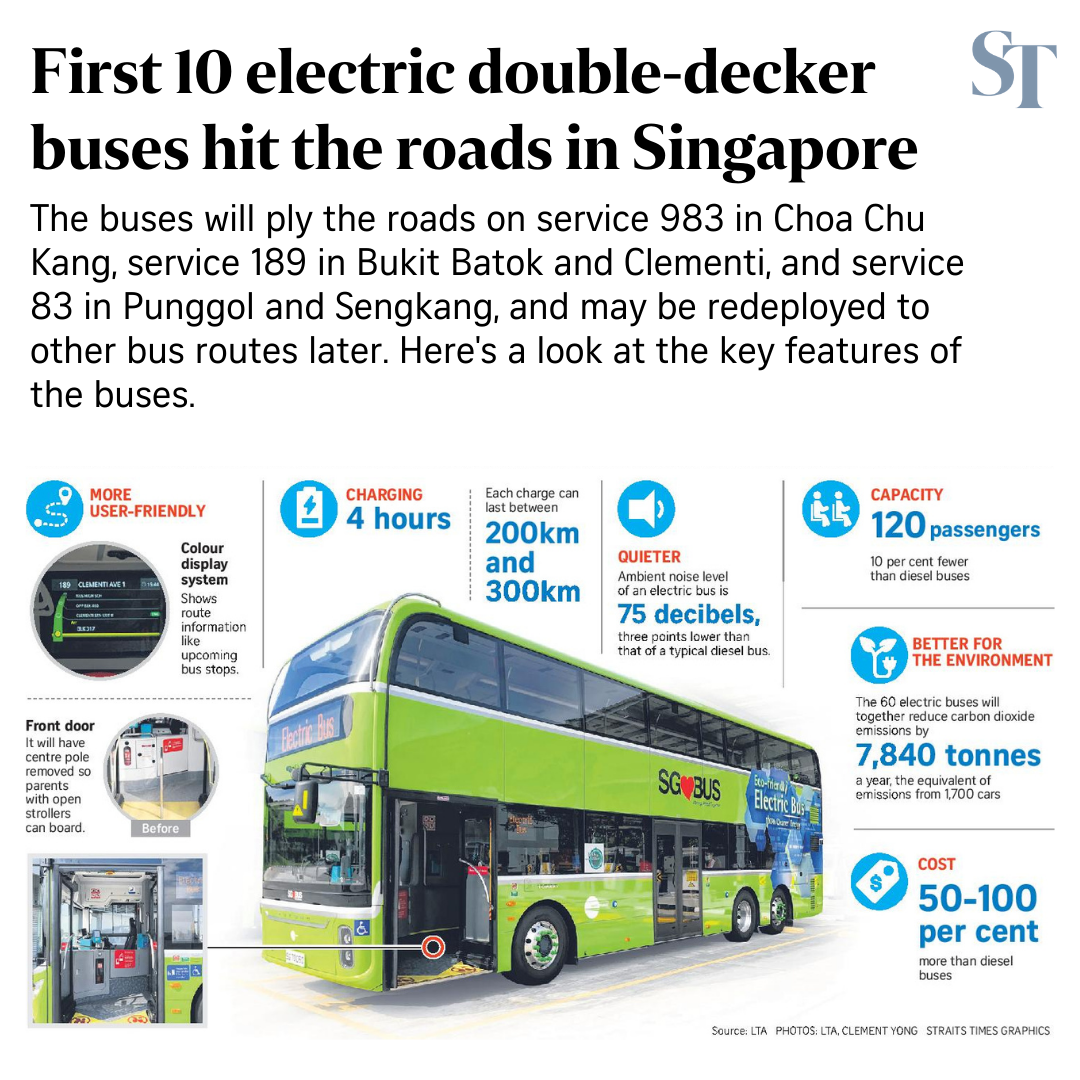 ST
First 10 electric double-decker
buses hit the roads in Singapore
The buses will ply the roads on service 983 in Choa Chu
Kang, service 189 in Bukit Batok and Clementi, and service
83 in Punggol and Sengkang, and may be redeployed to
other bus routes later. Here's a look at the key features of
the buses.
MORE
USER-FRIENDLY
189 CLEMENTI AVE 1
Colour
display
system
Shows
route
information
like
upcoming
bus stops.
Front door
It will have
centre pole
removed so
parents
with open
strollers
can board.
Before
CHARGING
4 hours
Each charge can
last between
200km
and
300km
QUIETER
Ambient noise level
of an electric bus is
75 decibels,
three points lower than
that of a typical diesel bus.
CAPACITY
120 passengers
10 per cent fewer
than diesel buses
BETTER FOR
THE ENVIRONMENT
The 60 electric buses will
together reduce carbon dioxide
emissions by
7,840 tonnes
a year, the equivalent of
emissions from 1,700 cars
COST
$
50-100
per cent
more than diesel
buses
Electric Bus
SG♥BUS
Eco-friendly
Electric Bus
Source: LTA PHOTOS: LTA, CLEMENT YONG STRAITS TIMES GRAPHICS